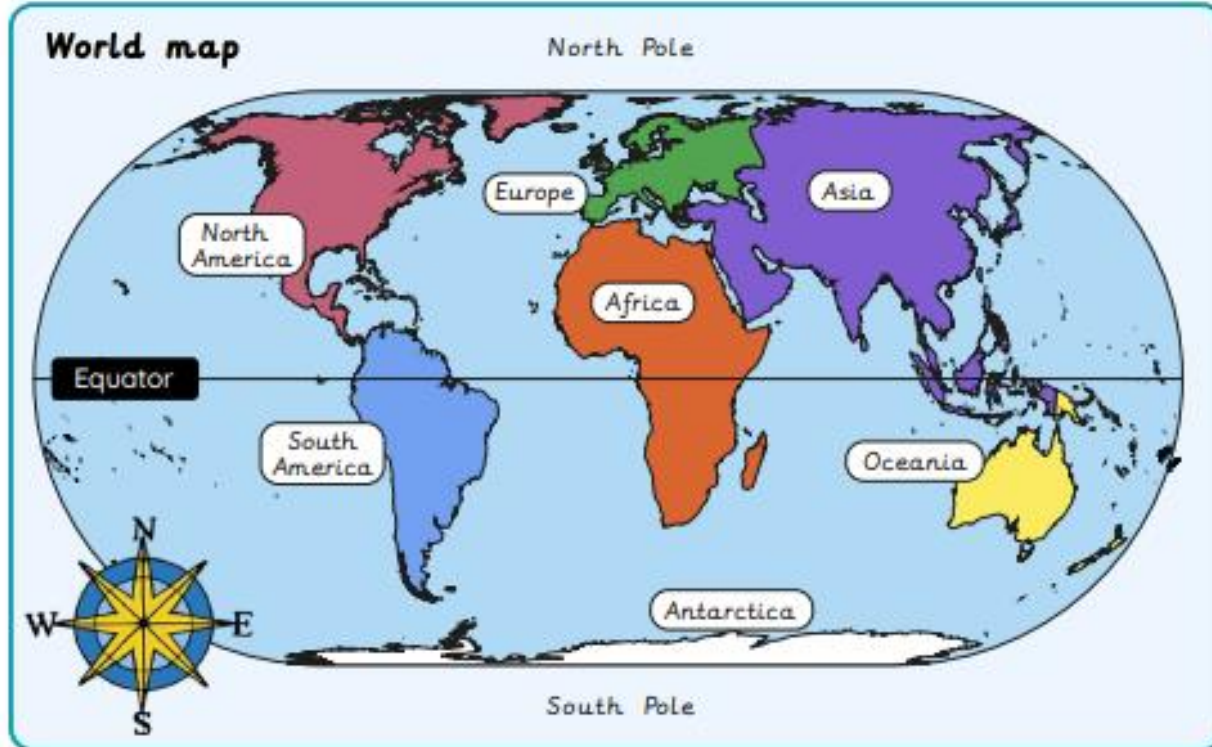 World map
North Pole
Europe
Asia
North
America
Africa
Equator
South
America
Oceania
N
W
E
S
Antarctica
South Pole